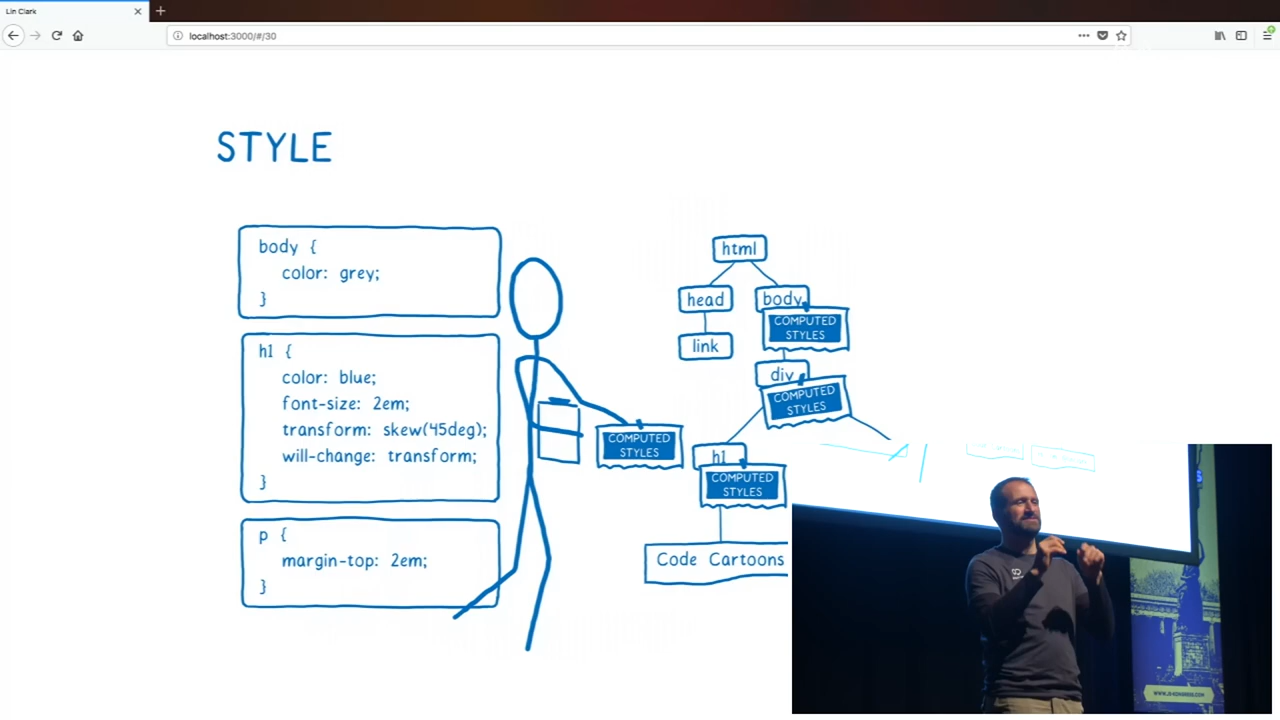 Lin Clark
localhost:3000/#/30
STYLE
body {
color: grey;
}
h1 {
color: blue;
font-size: 2em;
transform: skew(45deg);
will-change: transform;
}
p {
margin-top: 2em;
}
html
head
body
COMPUTED
STYLES
link
div
COMPUTED
STYLES
COMPUTED
STYLES
h1
COMPUTED
STYLES
Code Cartoons